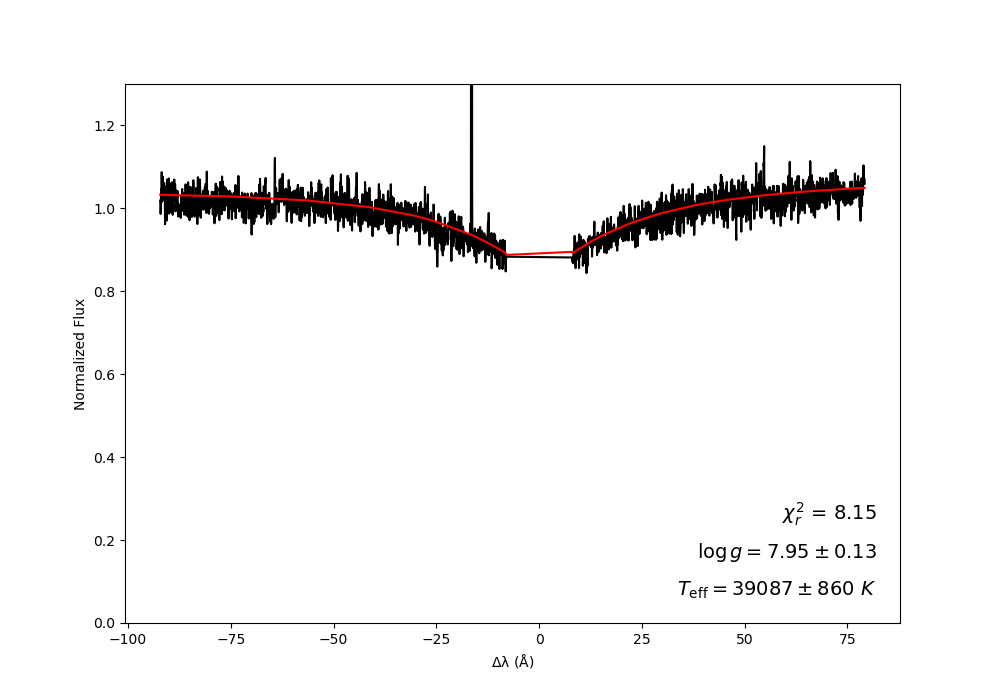 1.2
1.0
0.8
0.6
0.4
0.2
0.0
Normalized Flux
χ²ᵣ = 8.15
log g = 7.95 ± 0.13
T_eff = 39087 ± 860 K
−100 −75 −50 −25 0 25 50 75
Δλ (Å)